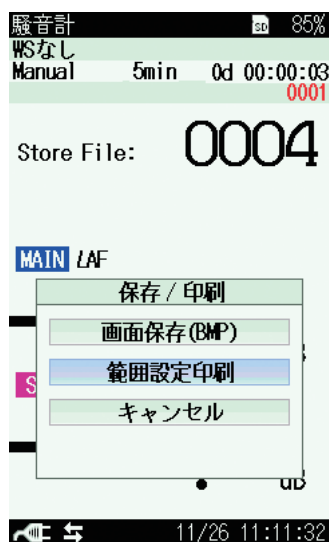 騒音計 SD 85%
WSなし
Manual 5min 0d 00:00:03
0001
Store File: 0004
MAIN LAF
保存 / 印刷
画面保存(BMP)
範囲設定印刷
S
キャンセル
dB
11/26 11:11:32